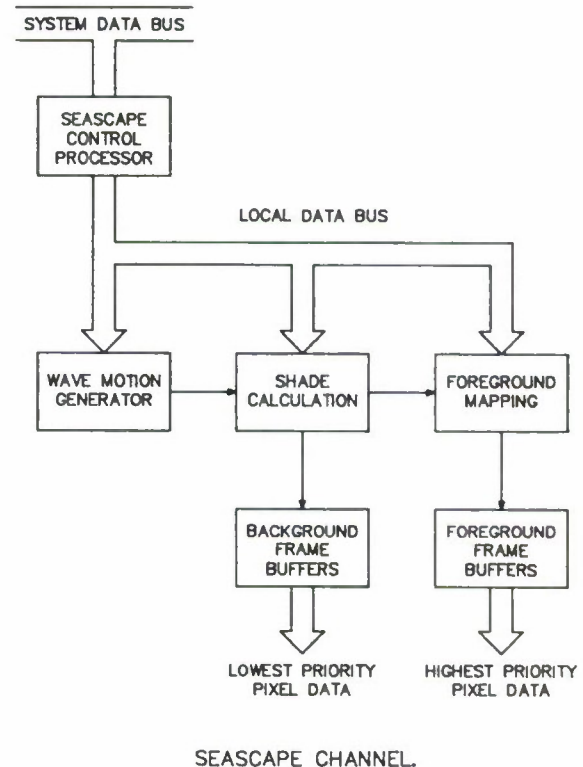 SYSTEM DATA BUS
SEASCAPE
CONTROL
PROCESSOR
LOCAL DATA BUS
WAVE MOTION
GENERATOR
SHADE
CALCULATION
FOREGROUND
MAPPING
BACKGROUND
FRAME
BUFFERS
FOREGROUND
FRAME
BUFFERS
LOWEST PRIORITY
PIXEL DATA
HIGHEST PRIORITY
PIXEL DATA
SEASCAPE CHANNEL.